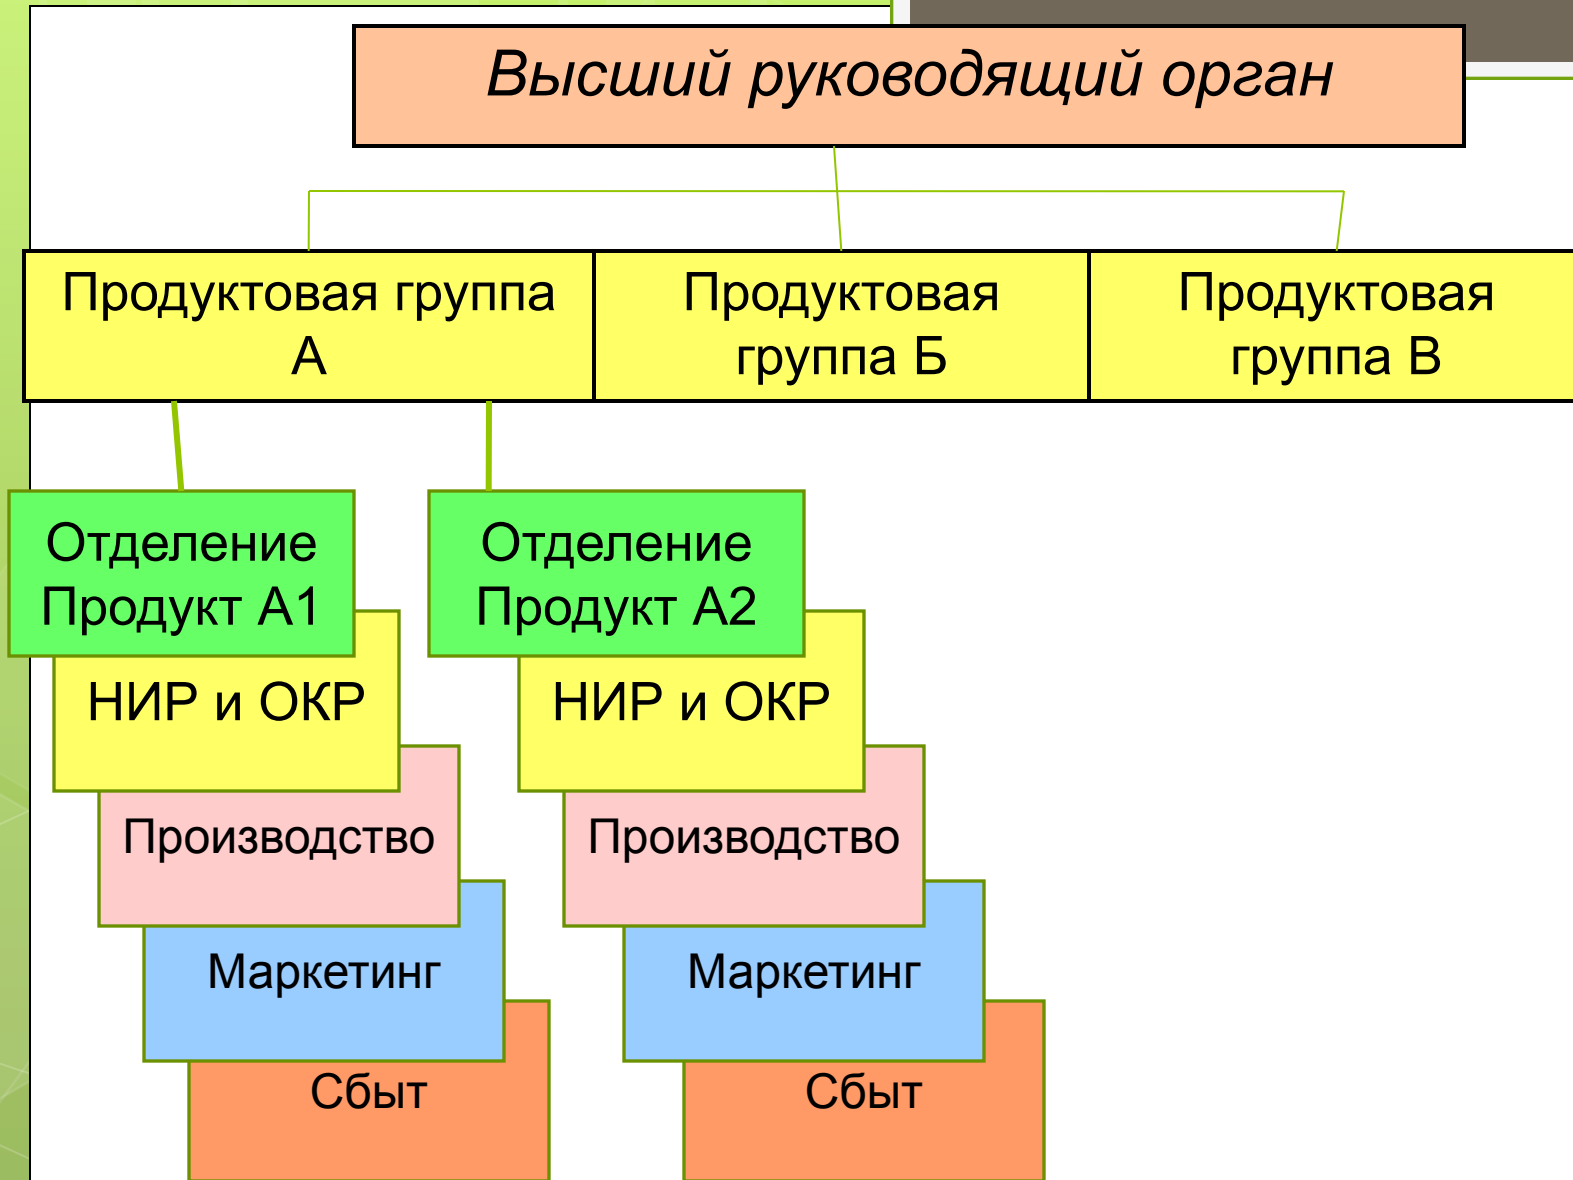 Высший руководящий орган
Продуктовая группа
А
Продуктовая
группа Б
Продуктовая
группа В
Отделение
Продукт А1
НИР и ОКР
Производство
Маркетинг
Сбыт
Отделение
Продукт А2
НИР и ОКР
Производство
Маркетинг
Сбыт